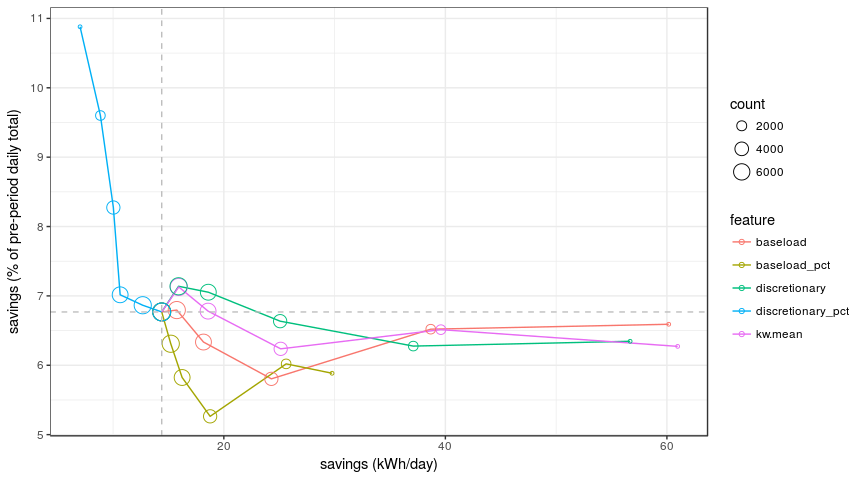 11
10
9
8
7
6
5
20
40
60
savings (kWh/day)
savings (% of pre-period daily total)
count
2000
4000
6000
feature
baseload
baseload_pct
discretionary
discretionary_pct
kw.mean